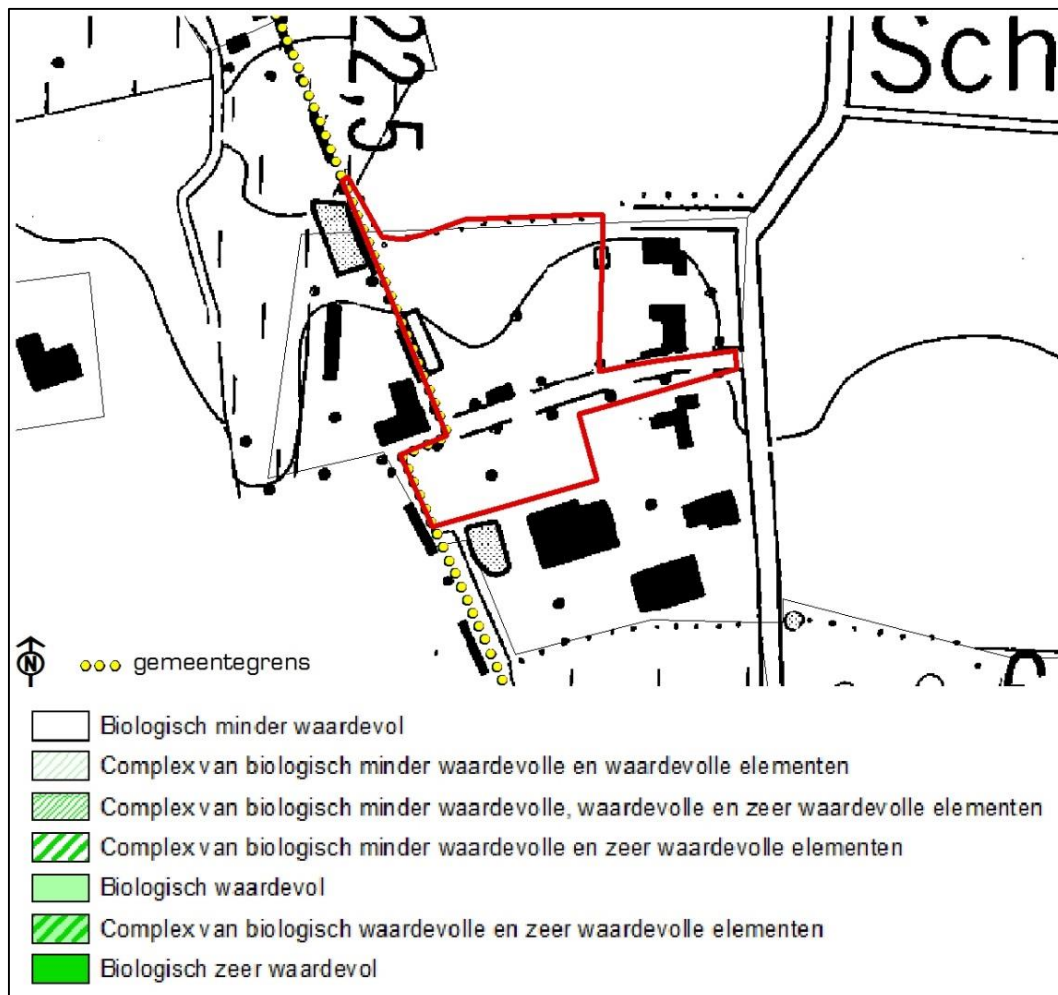 22,5
Sch
N
gemeentegrens
Biologisch minder waardevol
Complex van biologisch minder waardevolle en waardevolle elementen
Complex van biologisch minder waardevolle, waardevolle en zeer waardevolle elementen
Complex van biologisch minder waardevolle en zeer waardevolle elementen
Biologisch waardevol
Complex van biologisch waardevolle en zeer waardevolle elementen
Biologisch zeer waardevol